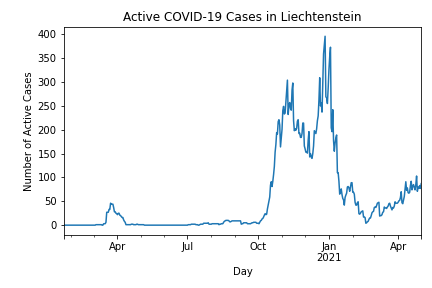 Active COVID-19 Cases in Liechtenstein
Number of Active Cases
400
350
300
250
200
150
100
50
0
Apr
Jul
Oct
Jan
2021
Apr
Day